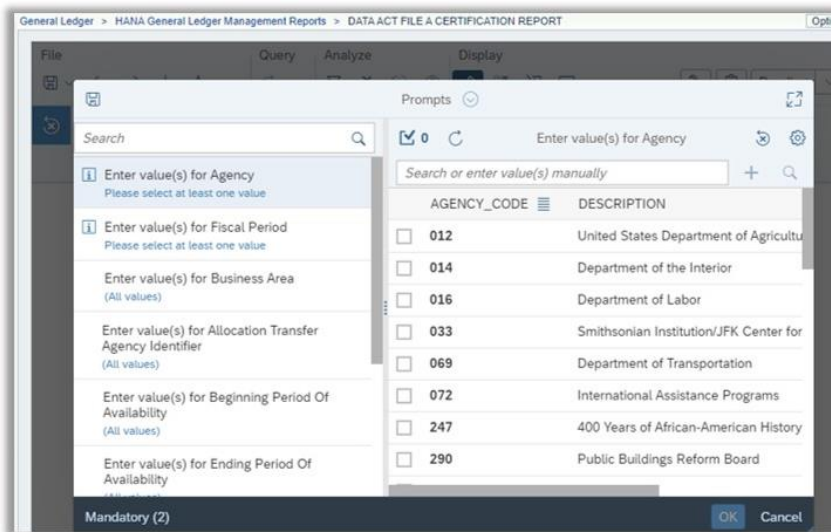 General Ledger > HANA General Ledger Management Reports > DATA ACT FILE A CERTIFICATION REPORT
File Query Analyze Display
Prompts
Search
Enter value(s) for Agency
Please select at least one value
Enter value(s) for Fiscal Period
Please select at least one value
Enter value(s) for Business Area
(All values)
Enter value(s) for Allocation Transfer
Agency Identifier
(All values)
Enter value(s) for Beginning Period Of
Availability
(All values)
Enter value(s) for Ending Period Of
Availability
0 Enter value(s) for Agency
Search or enter value(s) manually
AGENCY_CODE DESCRIPTION
012 United States Department of Agricultu
014 Department of the Interior
016 Department of Labor
033 Smithsonian Institution/JFK Center for
069 Department of Transportation
072 International Assistance Programs
247 400 Years of African-American History
290 Public Buildings Reform Board
Mandatory (2) OK Cancel